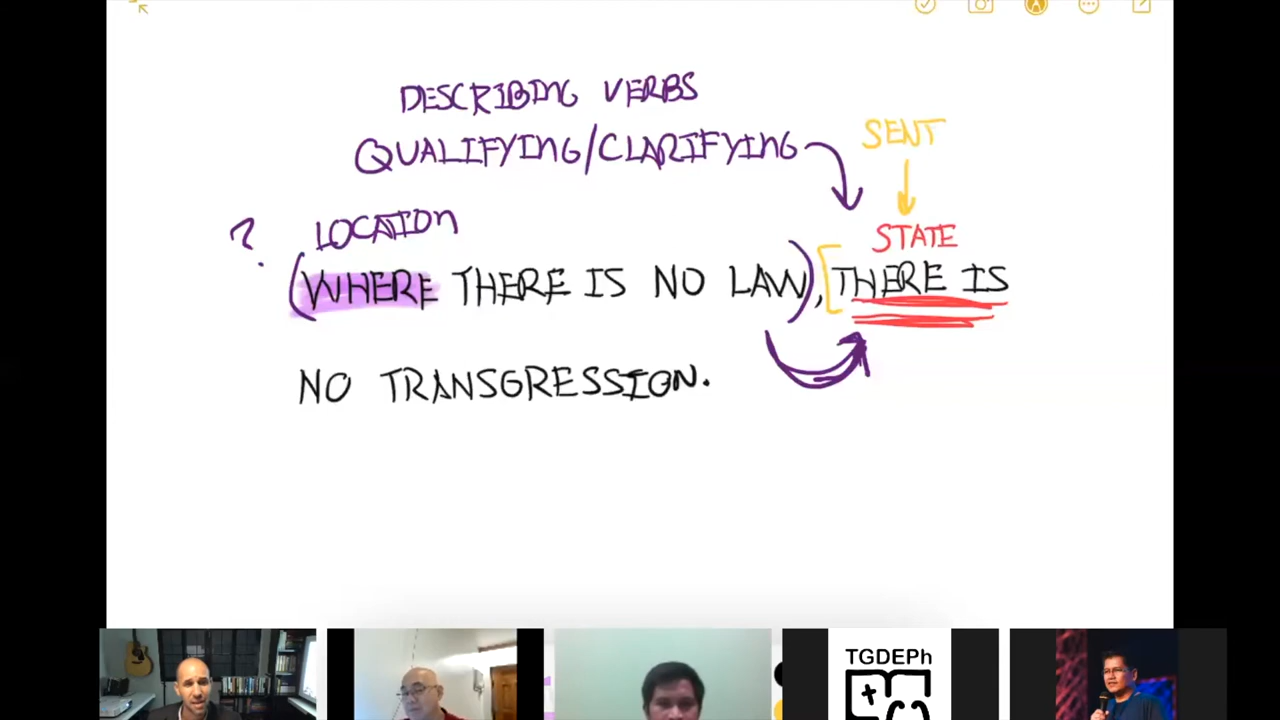 DESCRIBING VERBS
QUALIFYING/CLARIFYING
SENT
? LOCATION
STATE
(WHERE THERE IS NO LAW), [THERE IS
NO TRANSGRESSION.
TGDEPh